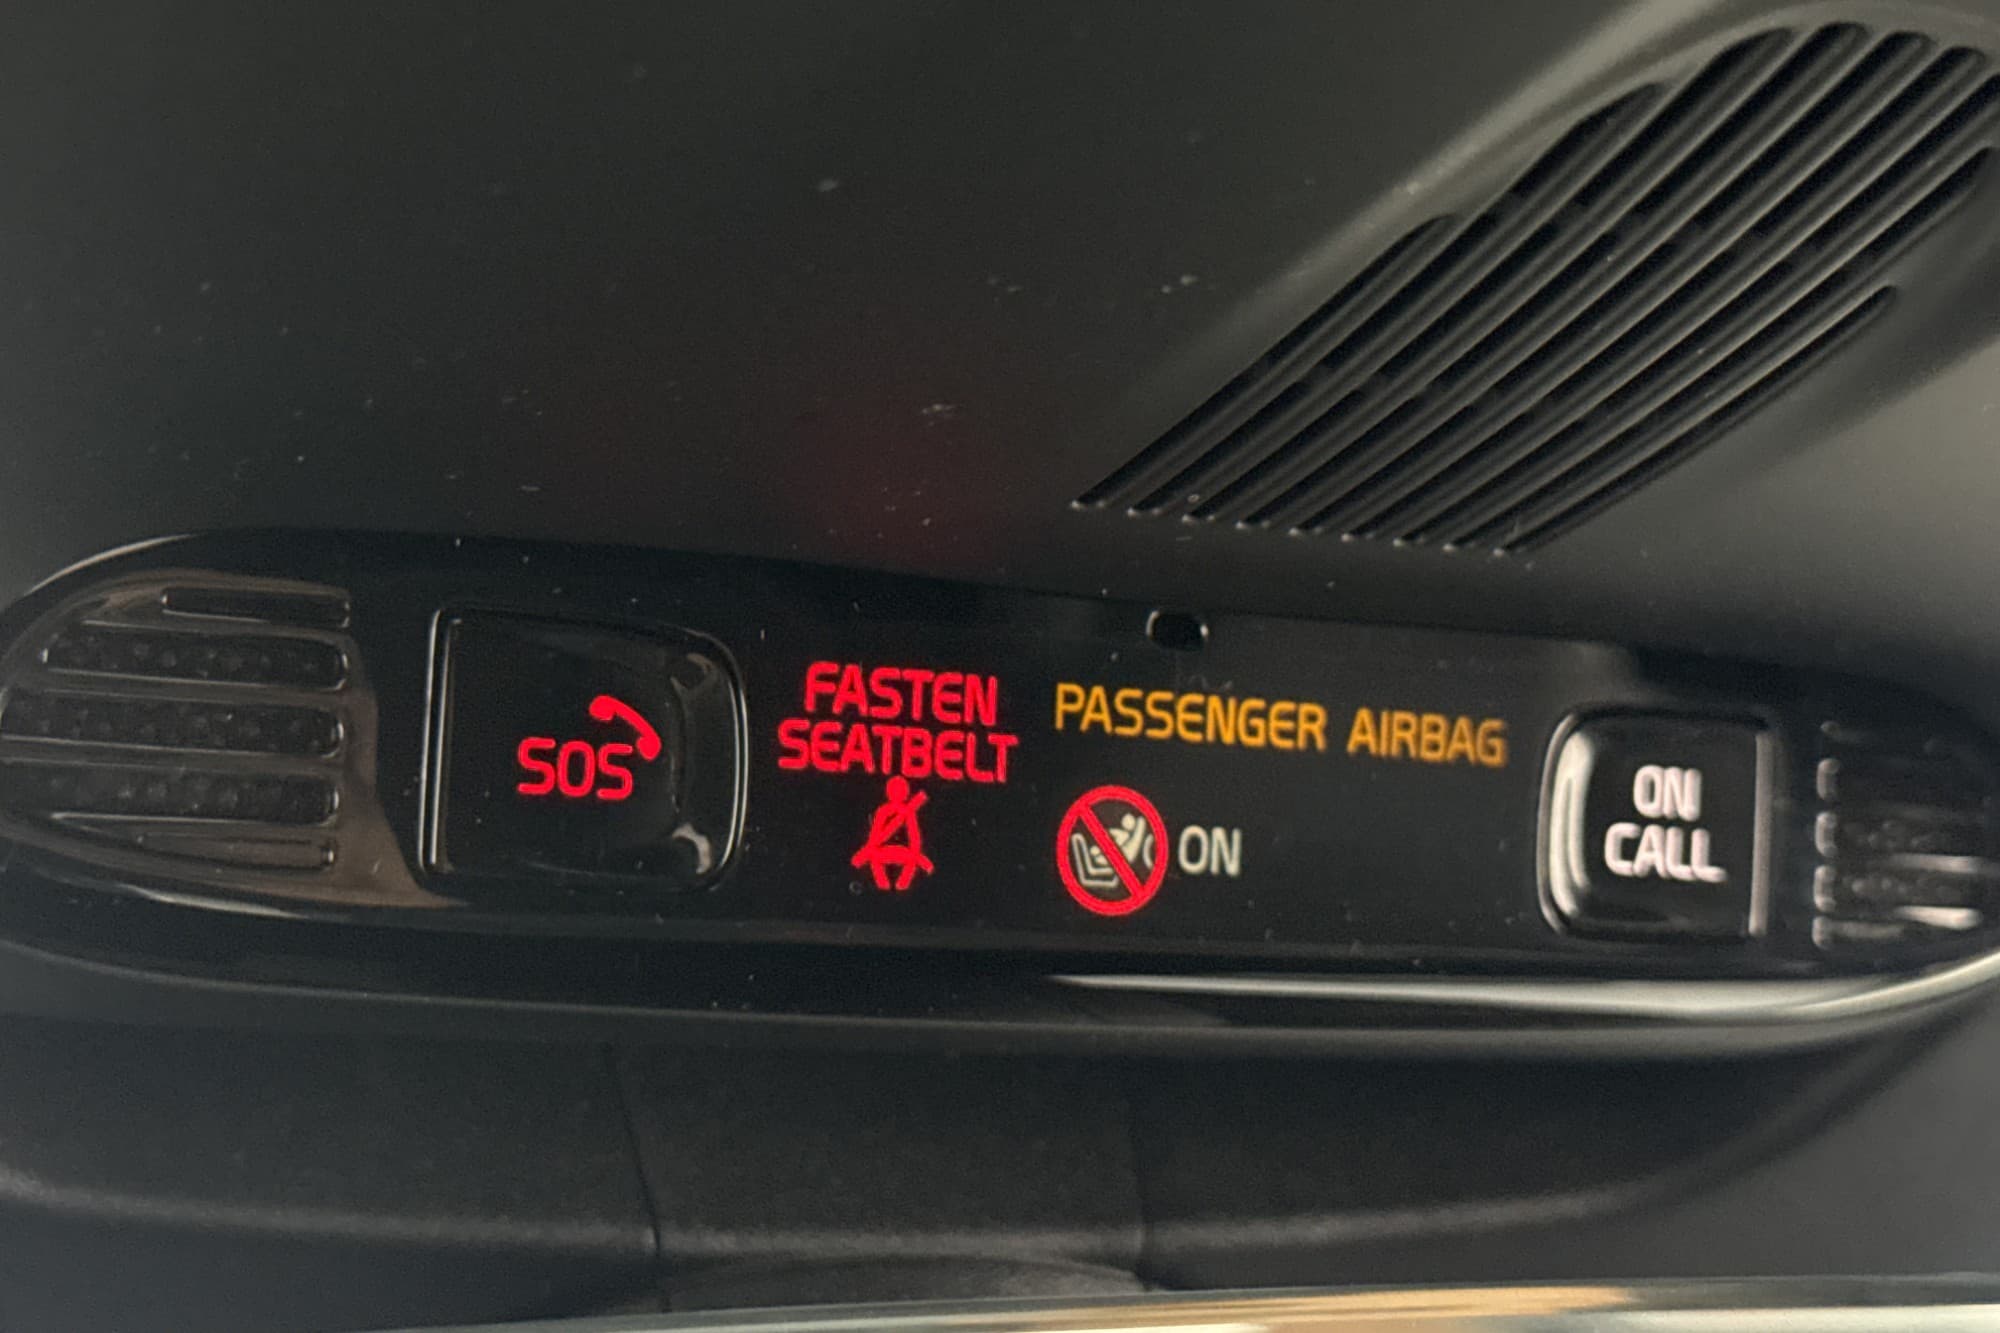 SOS
FASTEN
SEATBELT
PASSENGER AIRBAG
ON
ON
CALL